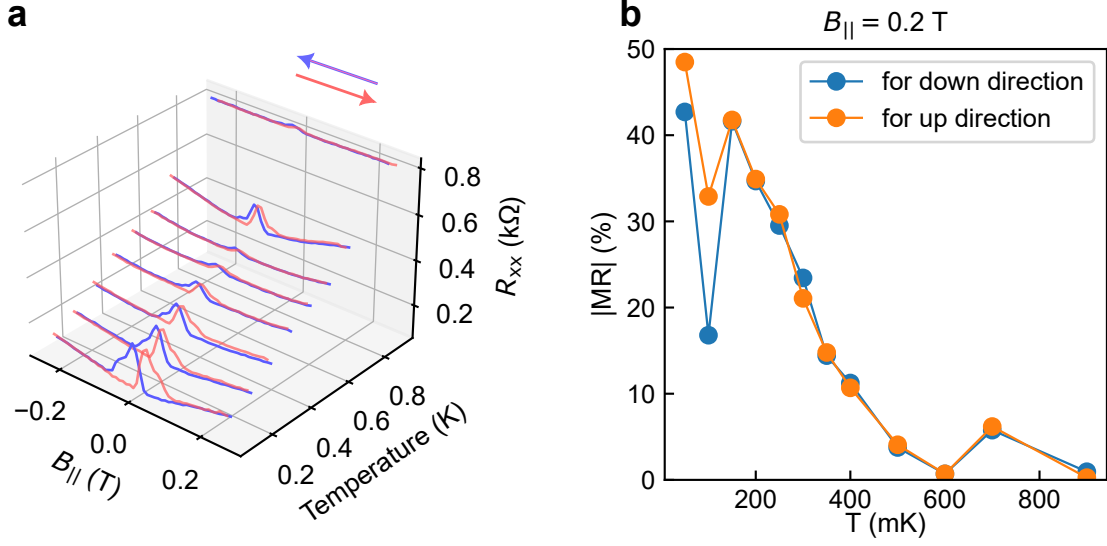 a
0.8
0.6
0.4
0.2
Rxx (kΩ)
−0.2
0.0
0.2
B|| (T)
0.2
0.4
0.6
0.8
Temperature (K)
b
B|| = 0.2 T
50
40
30
20
10
0
|MR| (%)
for down direction
for up direction
200
400
600
800
T (mK)